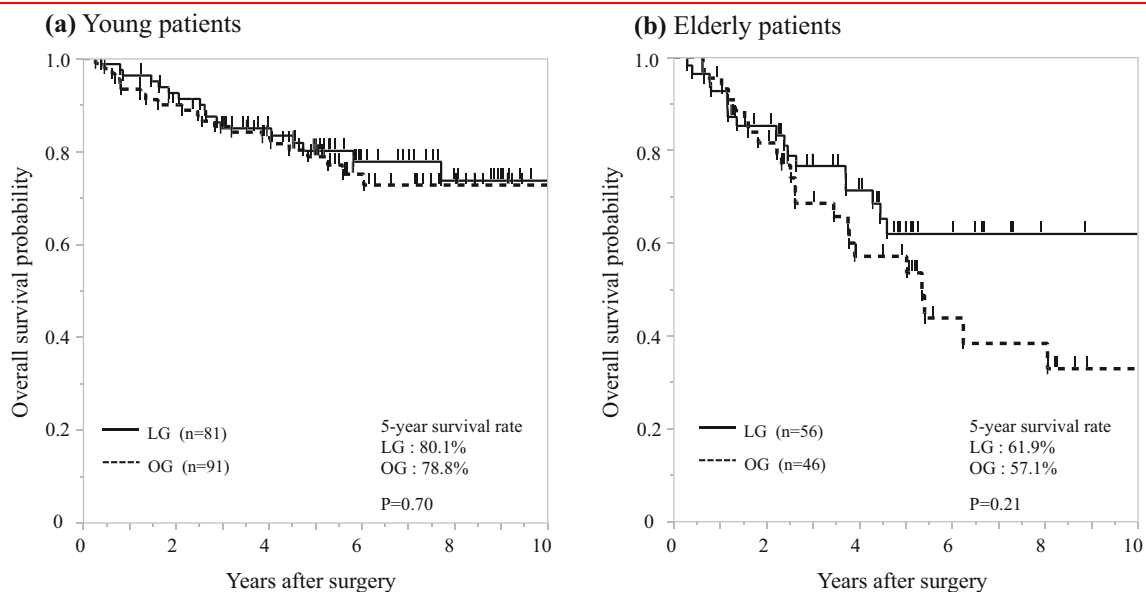 (a) Young patients
1.0
0.8
0.6
0.4
0.2
0
Overall survival probability
LG (n=81)
OG (n=91)
5-year survival rate
LG : 80.1%
OG : 78.8%
P=0.70
0 2 4 6 8 10
Years after surgery
(b) Elderly patients
1.0
0.8
0.6
0.4
0.2
0
Overall survival probability
LG (n=56)
OG (n=46)
5-year survival rate
LG : 61.9%
OG : 57.1%
P=0.21
0 2 4 6 8 10
Years after surgery